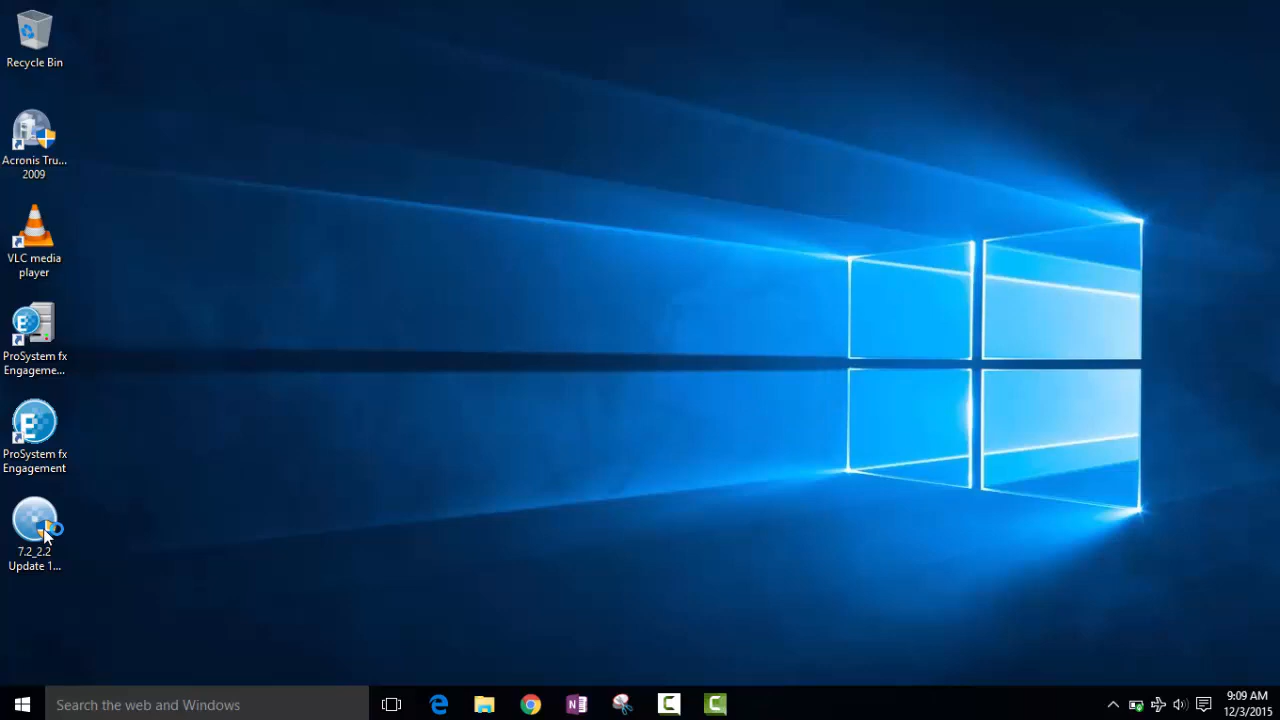 Recycle Bin
Acronis Tru...
2009
VLC media
player
ProSystem fx
Engageme...
ProSystem fx
Engagement
7.2_2.2
Update 1...
Search the web and Windows
9:09 AM
12/3/2015